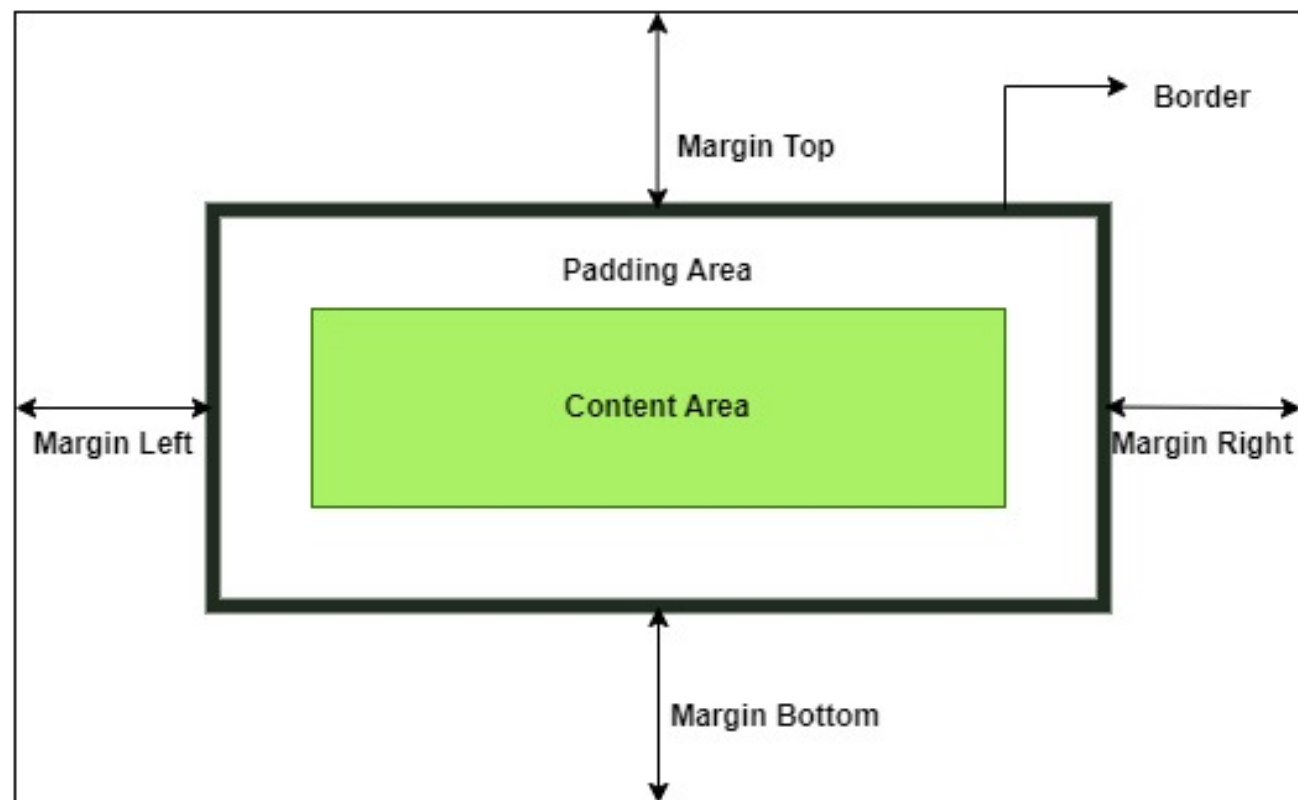 Border
Margin Top
Padding Area
Content Area
Margin Left
Margin Right
Margin Bottom